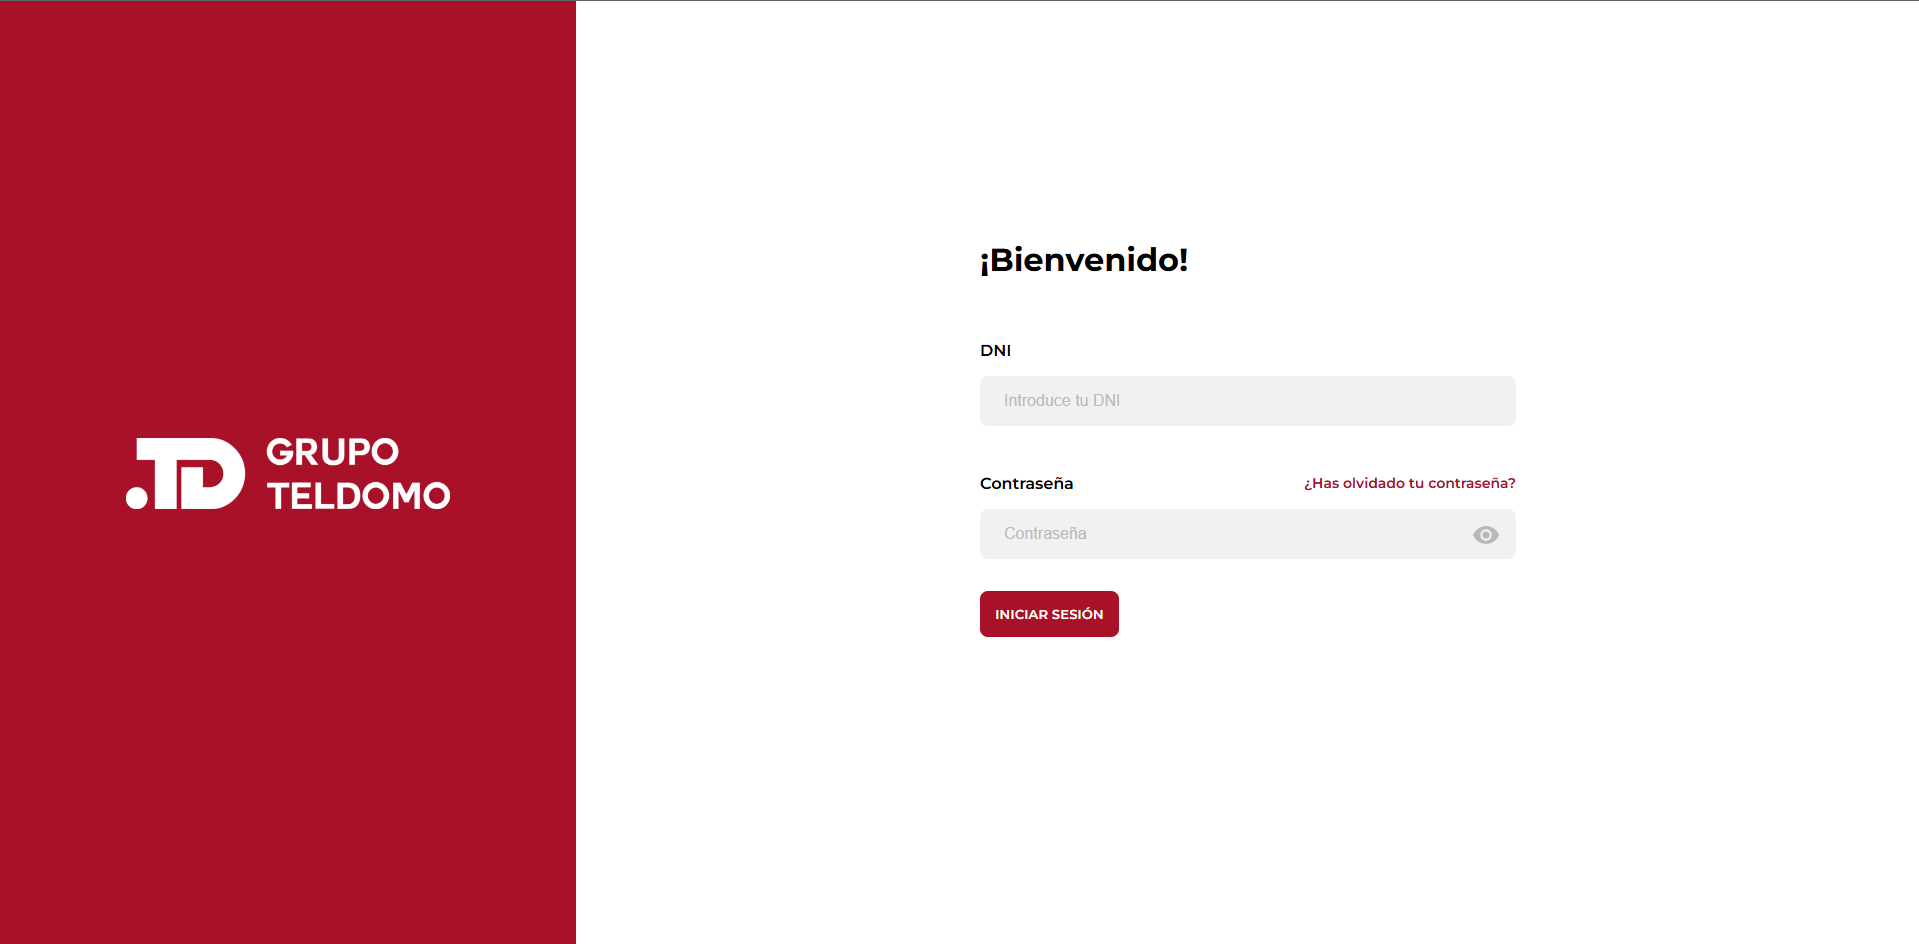 .TD GRUPO
TELDOMO
¡Bienvenido!
DNI
Introduce tu DNI
Contraseña ¿Has olvidado tu contraseña?
Contraseña
INICIAR SESIÓN